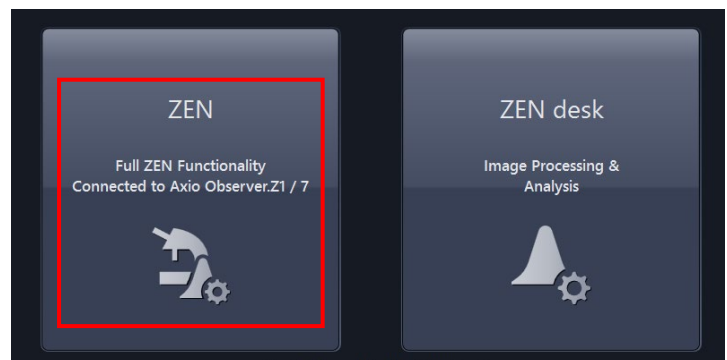 ZEN
Full ZEN Functionality
Connected to Axio Observer.Z1 / 7
ZEN desk
Image Processing &
Analysis